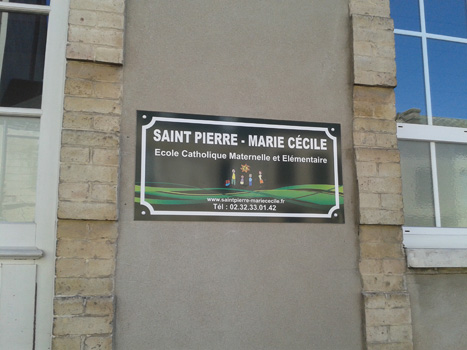 SAINT PIERRE - MARIE CÉCILE
Ecole Catholique Maternelle et Elémentaire
www.saintpierre-mariececile.fr
Tél : 02.32.33.01.42